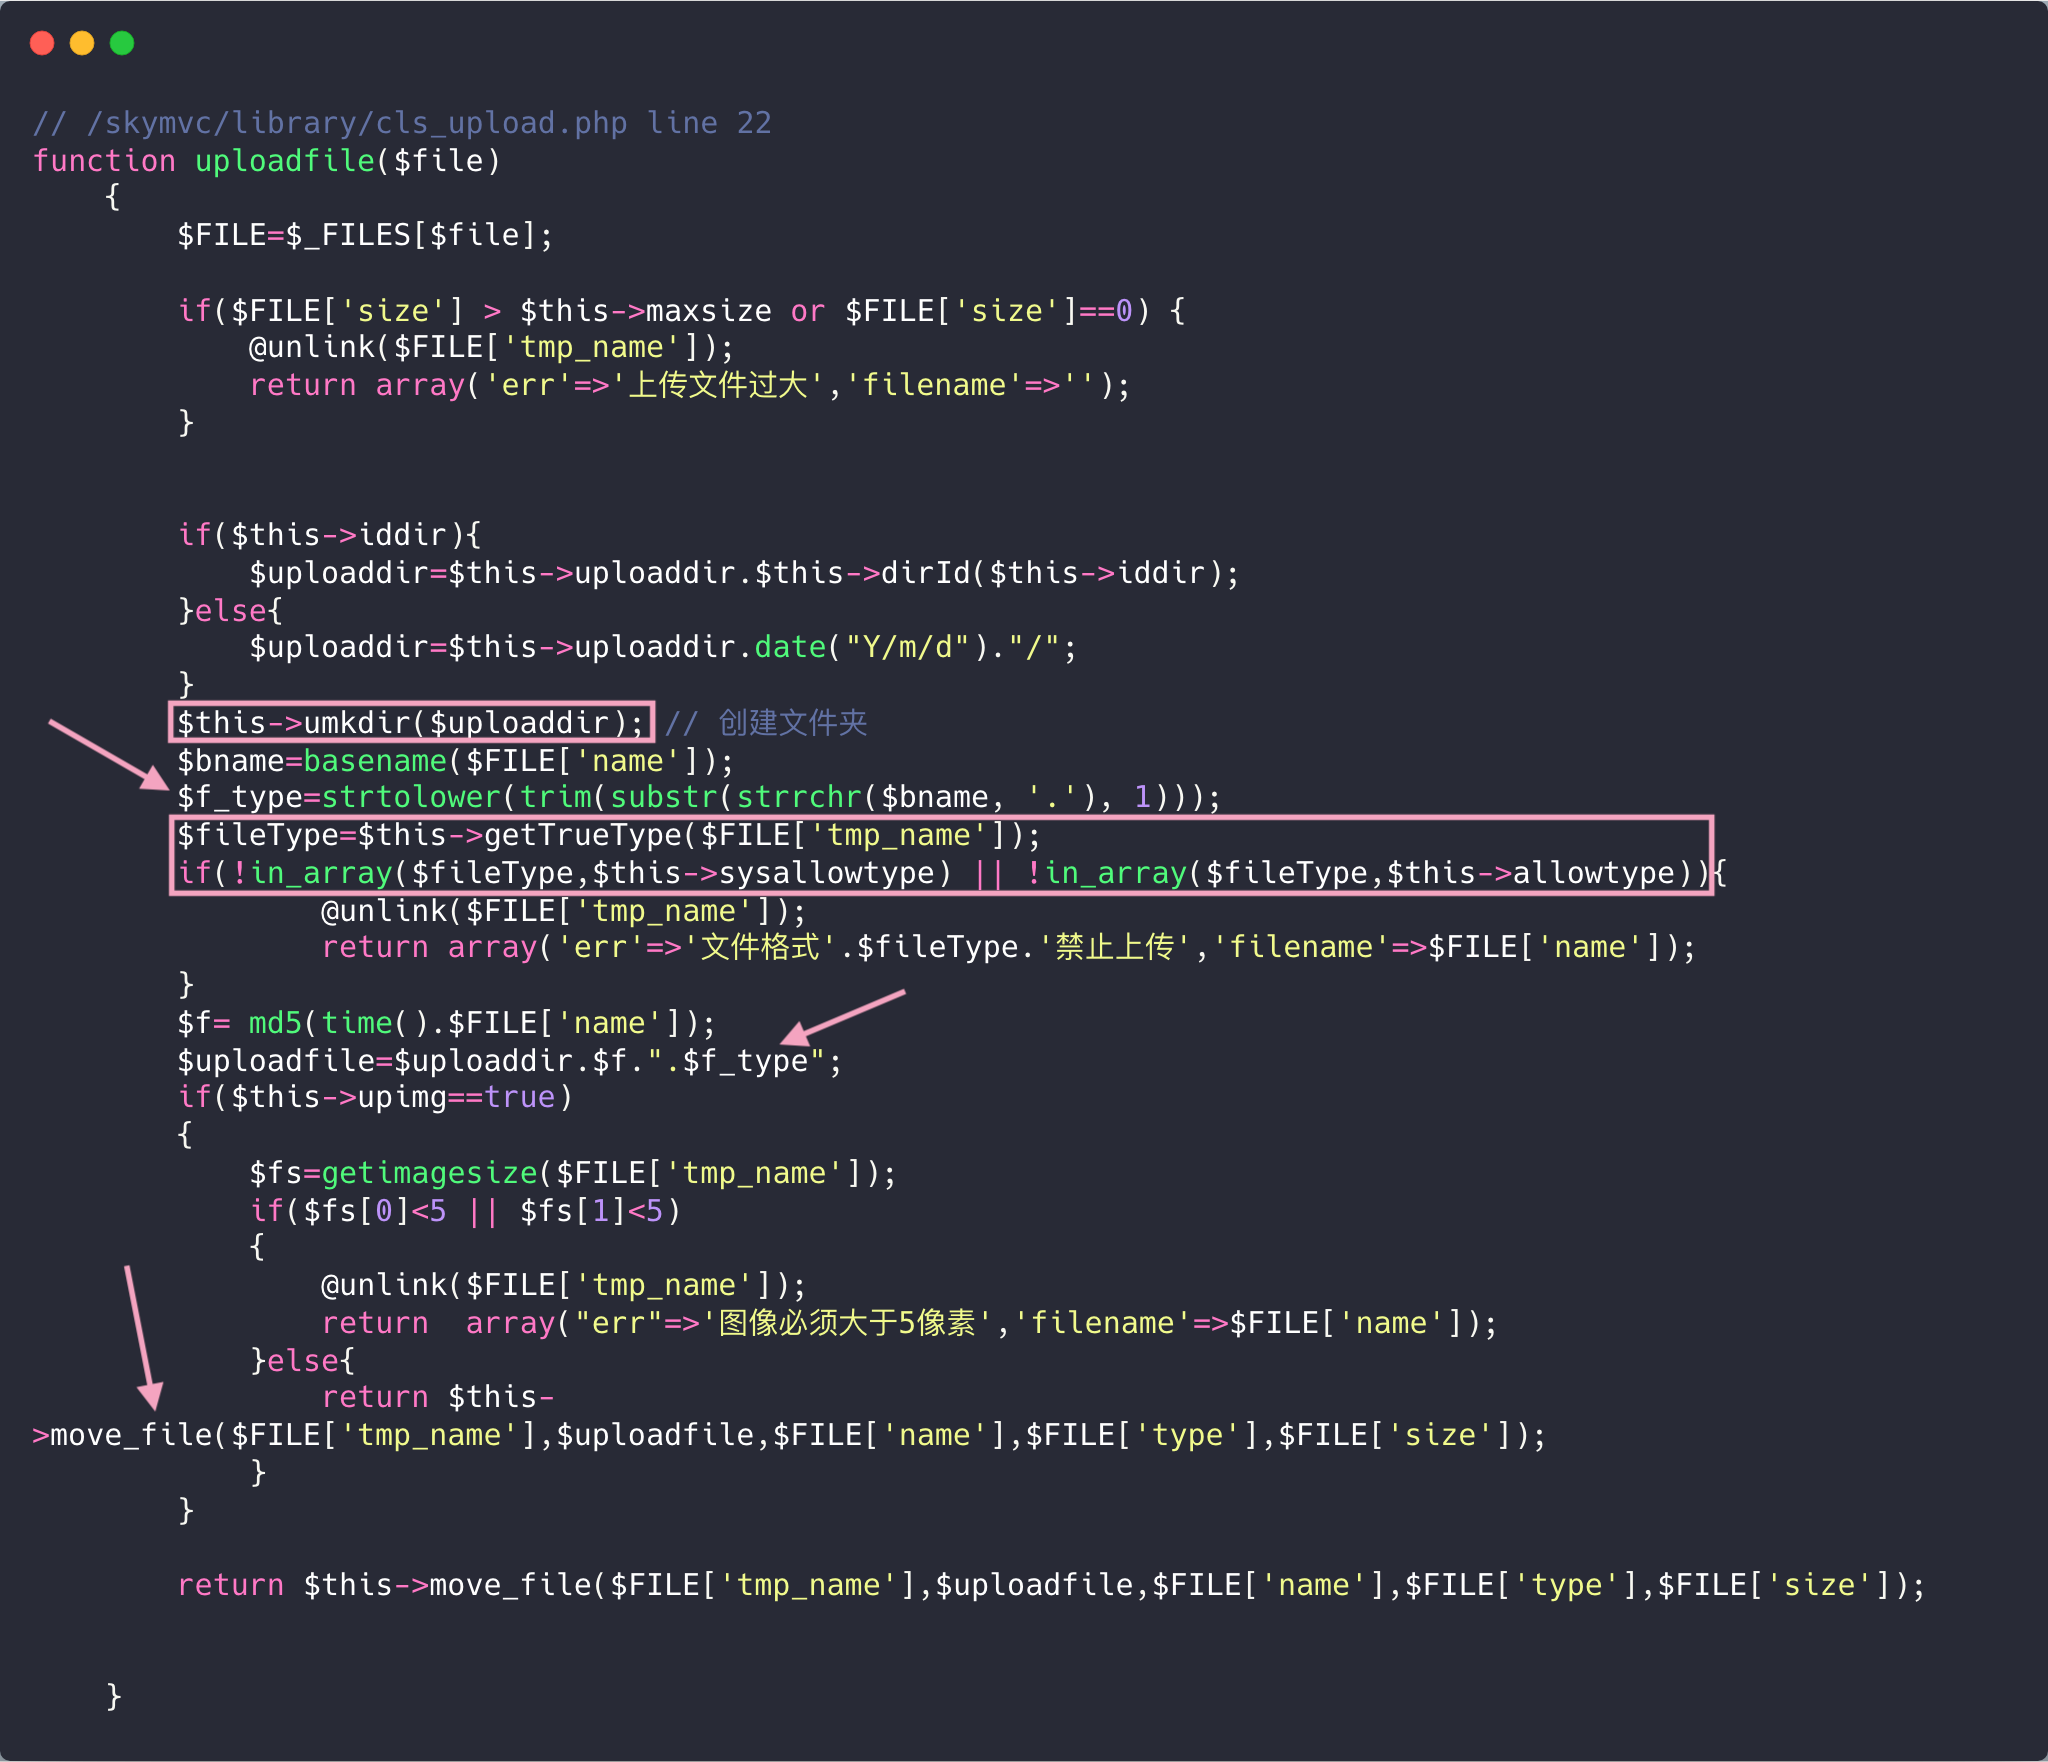 // /skymvc/library/cls_upload.php line 22
function uploadfile($file)
    {
        $FILE=$_FILES[$file];
        if($FILE['size'] > $this->maxsize or $FILE['size']==0) {
            @unlink($FILE['tmp_name']);
            return array('err'=>'上传文件过大','filename'=>'');
        }
        if($this->iddir){
            $uploaddir=$this->uploaddir.$this->dirId($this->iddir);
        }else{
            $uploaddir=$this->uploaddir.date("Y/m/d")."/";
        }
        $this->umkdir($uploaddir); // 创建文件夹
        $bname=basename($FILE['name']);
        $f_type=strtolower(trim(substr(strrchr($bname, '.'), 1)));
        $fileType=$this->getTrueType($FILE['tmp_name']);
        if(!in_array($fileType,$this->sysallowtype) || !in_array($fileType,$this->allowtype)){
                @unlink($FILE['tmp_name']);
                return array('err'=>'文件格式'.$fileType.'禁止上传','filename'=>$FILE['name']);
        }
        $f= md5(time().$FILE['name']);
        $uploadfile=$uploaddir.$f.".$f_type";
        if($this->upimg==true)
        {
            $fs=getimagesize($FILE['tmp_name']);
            if($fs[0]<5 || $fs[1]<5)
            {
                @unlink($FILE['tmp_name']);
                return  array("err"=>'图像必须大于5像素','filename'=>$FILE['name']);
            }else{
                return $this-
>move_file($FILE['tmp_name'],$uploadfile,$FILE['name'],$FILE['type'],$FILE['size']);
            }
        }
        return $this->move_file($FILE['tmp_name'],$uploadfile,$FILE['name'],$FILE['type'],$FILE['size']);
    }